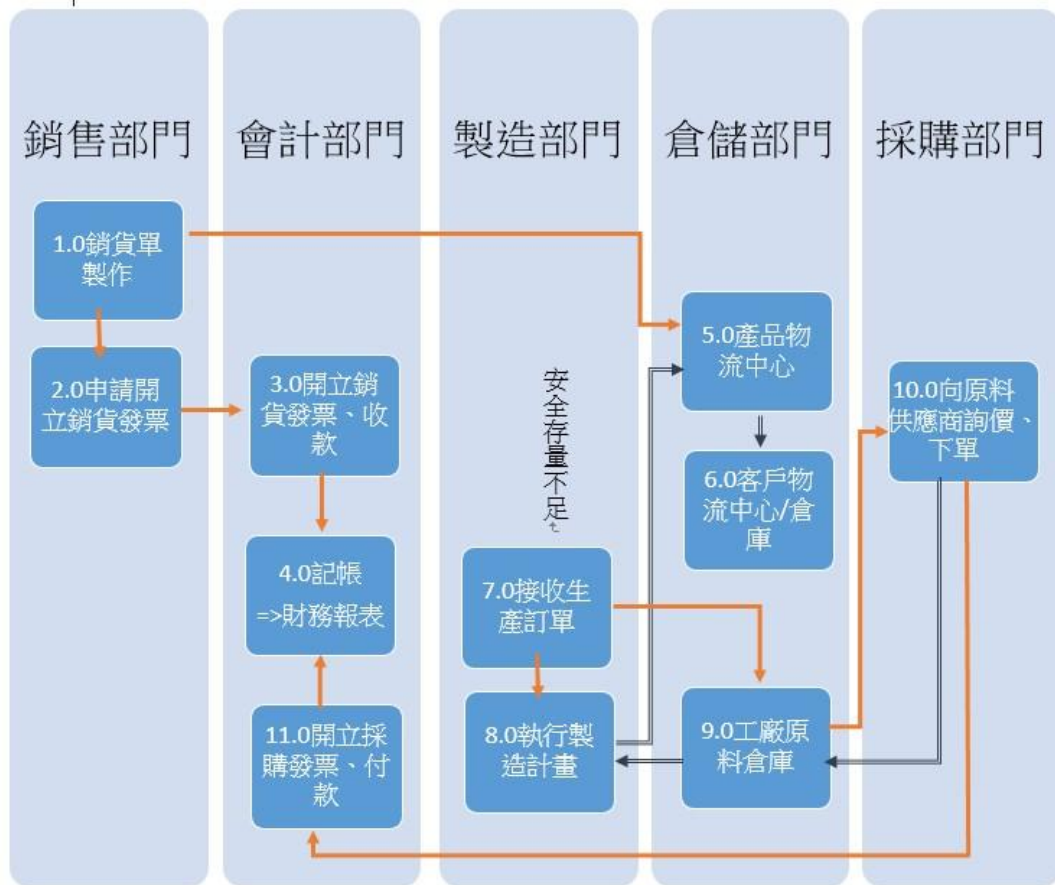 銷售部門
會計部門
製造部門
倉儲部門
採購部門
1.0銷貨單
製作
2.0申請開
立銷貨發票
3.0開立銷
貨發票、收
款
4.0記帳
=>財務報表
11.0開立採
購發票、付
款
安全存量不足
7.0接收生
產訂單
8.0執行製
造計畫
5.0產品物
流中心
6.0客戶物
流中心/倉
庫
9.0工廠原
料倉庫
10.0向原料
供應商詢價、
下單